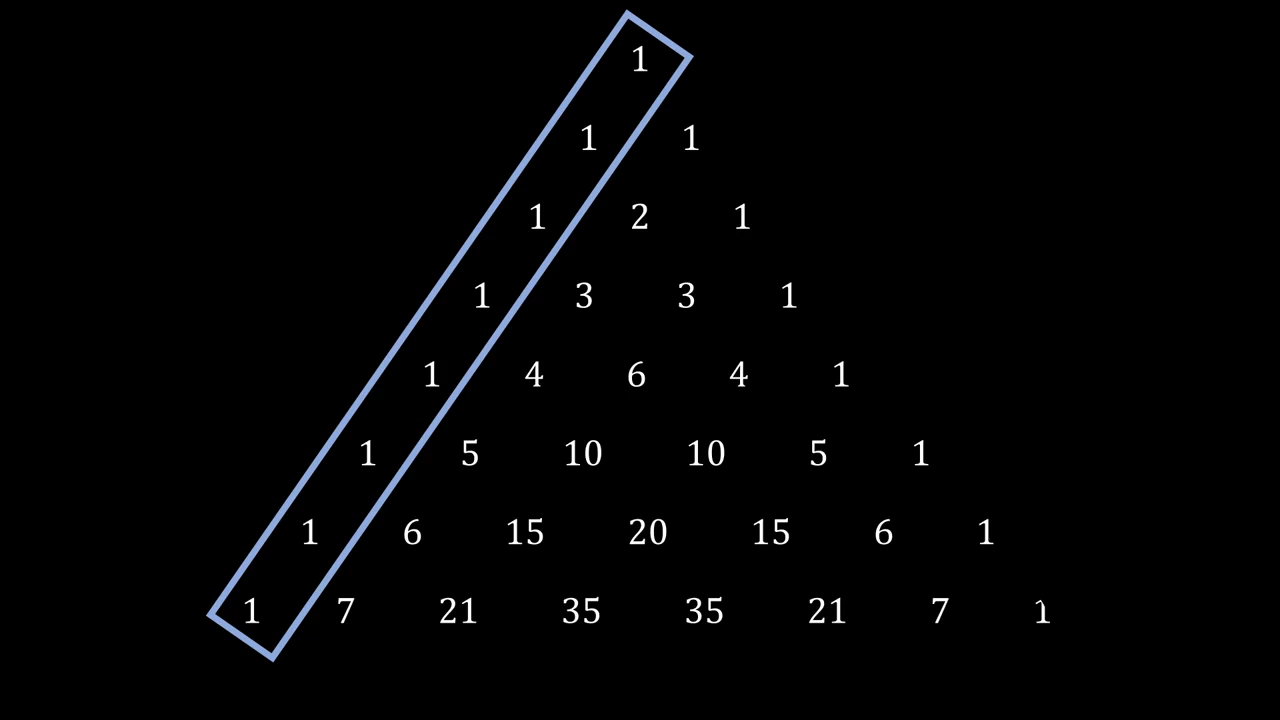 1
1 1
1 2 1
1 3 3 1
1 4 6 4 1
1 5 10 10 5 1
1 6 15 20 15 6 1
1 7 21 35 35 21 7 1